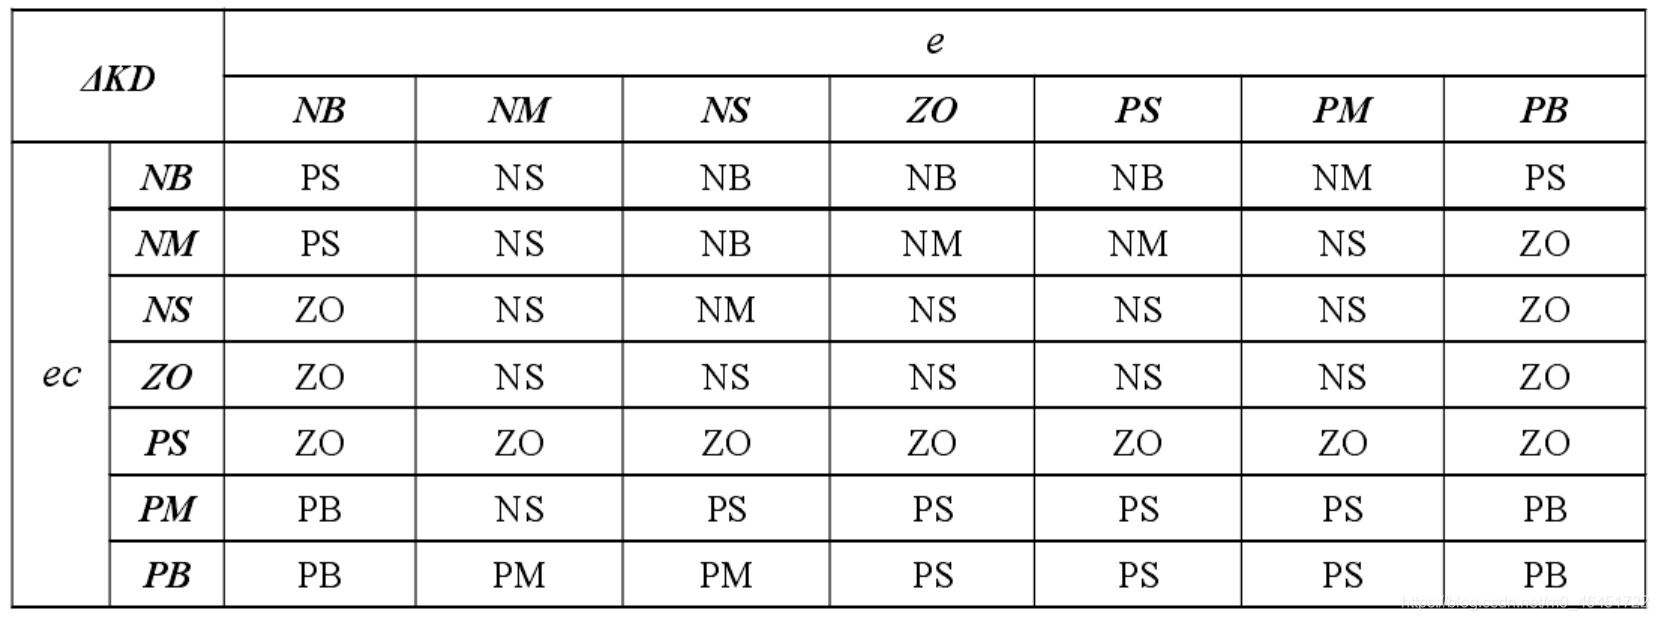 ΔKD e
NB NM NS ZO PS PM PB
ec
NB PS NS NB NB NB NM PS
NM PS NS NB NM NM NS ZO
NS ZO NS NM NS NS NS ZO
ZO ZO NS NS NS NS NS ZO
PS ZO ZO ZO ZO ZO ZO ZO
PM PB NS PS PS PS PS PB
PB PB PM PM PS PS PS PB
https://blog.csdn.net/m0_46451722